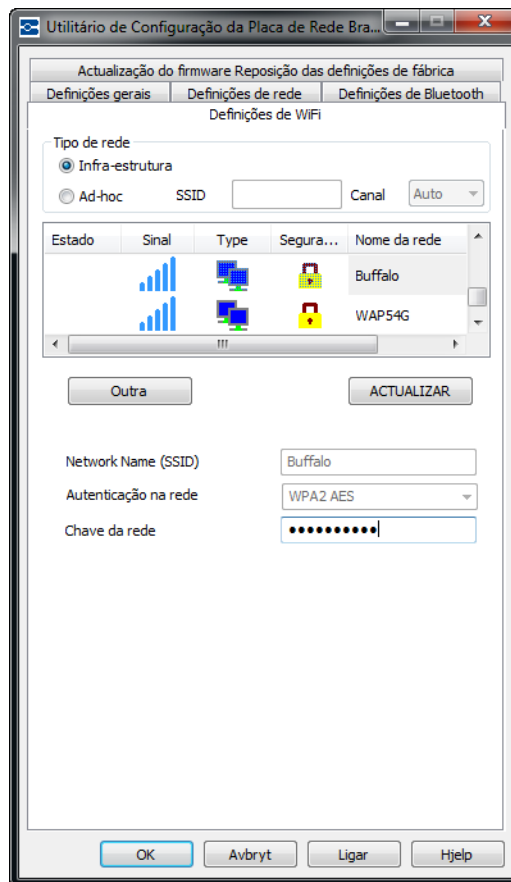 Utilitário de Configuração da Placa de Rede Bra...
Actualização do firmware Reposição das definições de fábrica
Definições gerais Definições de rede Definições de Bluetooth
Definições de WiFi
Tipo de rede
Infra-estrutura
Ad-hoc SSID Canal Auto
Estado Sinal Type Segura... Nome da rede
Buffalo
WAP54G
Outra ACTUALIZAR
Network Name (SSID) Buffalo
Autenticação na rede WPA2 AES
Chave da rede ●●●●●●●●●●
OK Avbryt Ligar Hjelp